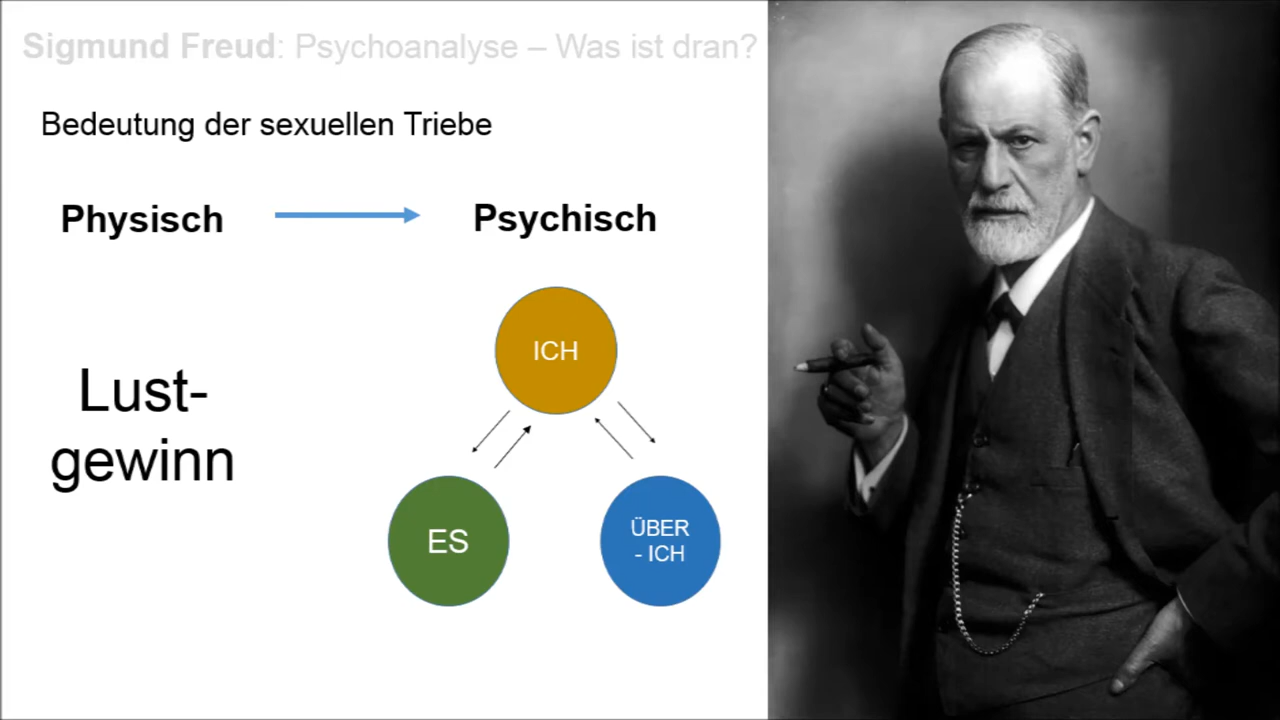 Sigmund Freud: Psychoanalyse – Was ist dran?
Bedeutung der sexuellen Triebe
Physisch
Psychisch
ICH
Lust-
gewinn
ES
ÜBER
- ICH